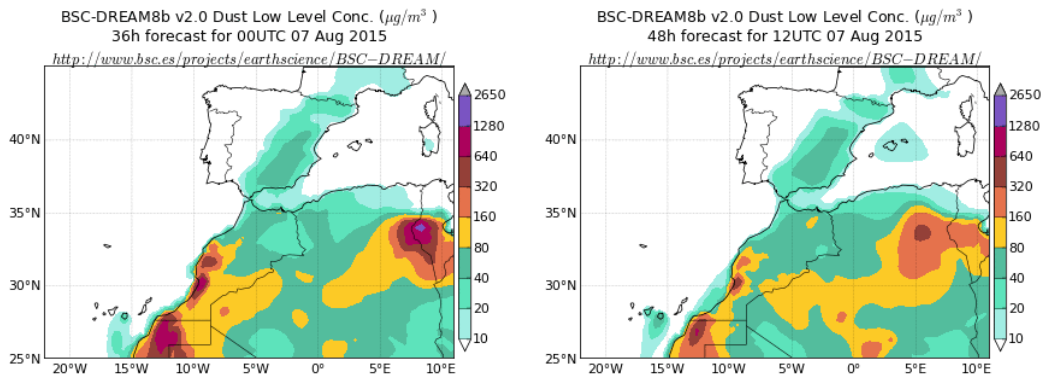 BSC-DREAM8b v2.0 Dust Low Level Conc. (μg/m³ )
36h forecast for 00UTC 07 Aug 2015
http://www.bsc.es/projects/earthscience/BSC−DREAM/
2650
1280
640
320
160
80
40
20
10
40°N
35°N
30°N
25°N
20°W
15°W
10°W
5°W
0°
5°E
10°E
BSC-DREAM8b v2.0 Dust Low Level Conc. (μg/m³ )
48h forecast for 12UTC 07 Aug 2015
http://www.bsc.es/projects/earthscience/BSC−DREAM/
2650
1280
640
320
160
80
40
20
10
40°N
35°N
30°N
25°N
20°W
15°W
10°W
5°W
0°
5°E
10°E